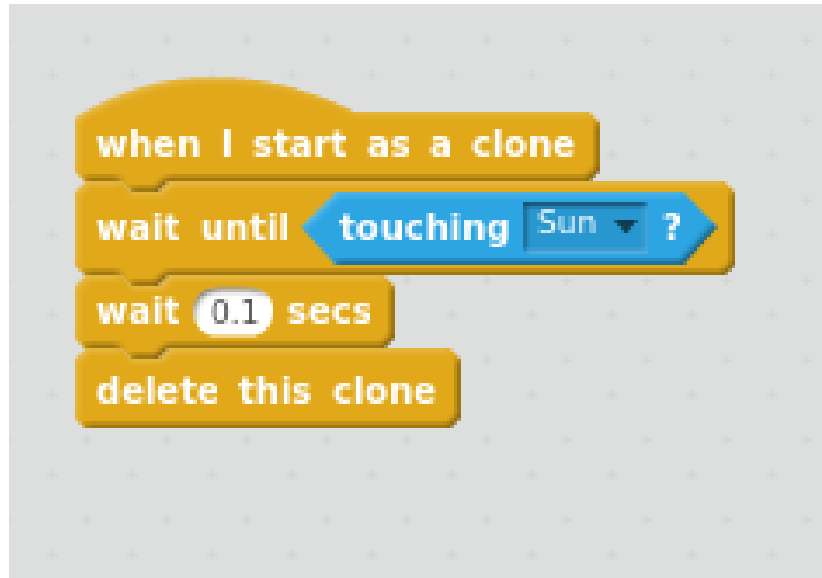 when I start as a clone
wait until touching Sun ?
wait 0.1 secs
delete this clone